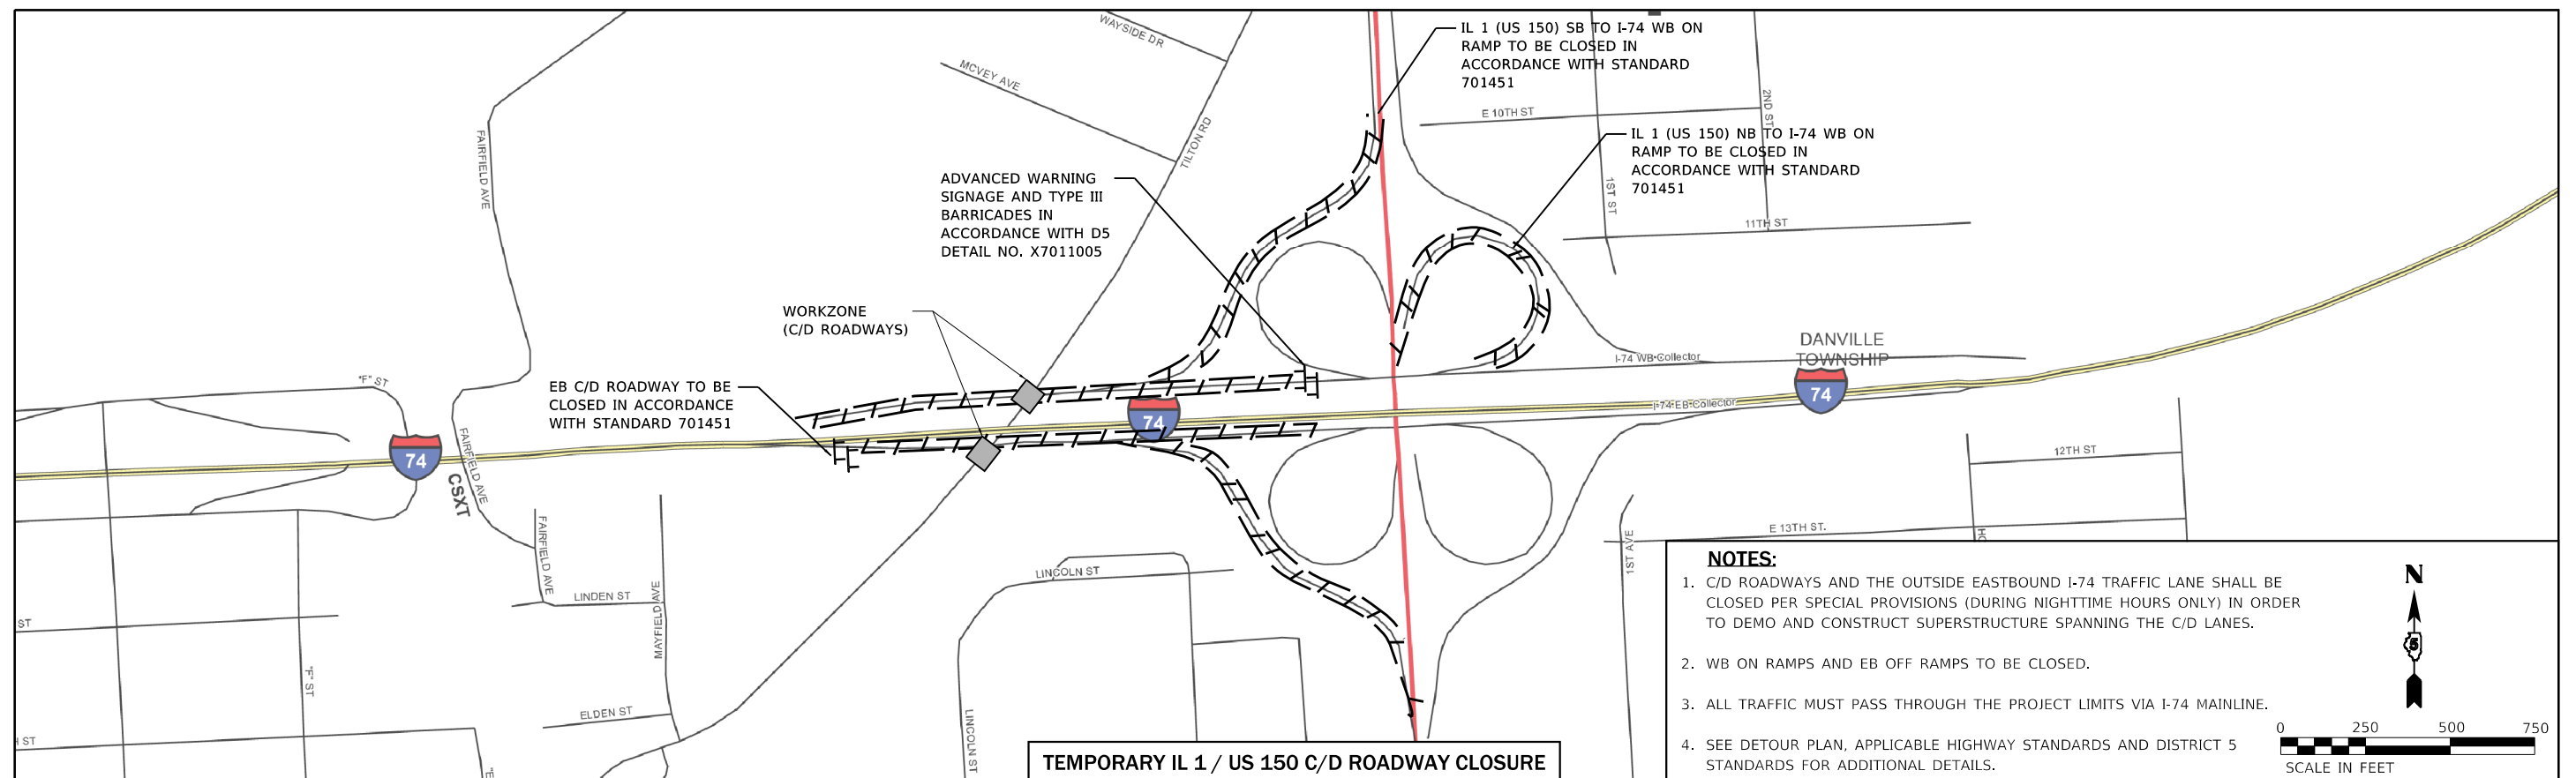 WAYSIDE DR
MCVEY AVE
TILTON RD
FAIRFIELD AVE
IL 1 (US 150) SB TO I-74 WB ON
RAMP TO BE CLOSED IN
ACCORDANCE WITH STANDARD
701451
E 10TH ST
2ND ST
IL 1 (US 150) NB TO I-74 WB ON
RAMP TO BE CLOSED IN
ACCORDANCE WITH STANDARD
701451
1ST ST
11TH ST
ADVANCED WARNING
SIGNAGE AND TYPE III
BARRICADES IN
ACCORDANCE WITH D5
DETAIL NO. X7011005
WORKZONE
(C/D ROADWAYS)
DANVILLE
TOWNSHIP
I-74 WB Collector
I-74 EB Collector
74
74
74
"F" ST
EB C/D ROADWAY TO BE
CLOSED IN ACCORDANCE
WITH STANDARD 701451
FAIRFIELD AVE
CSXT
FAIRFIELD AVE
LINDEN ST
MAYFIELD AVE
ELDEN ST
ST
"F" ST
H ST
"E
LINCOLN ST
LINCOLN ST
12TH ST
E 13TH ST.
1ST AVE
HO
NOTES:
1. C/D ROADWAYS AND THE OUTSIDE EASTBOUND I-74 TRAFFIC LANE SHALL BE
CLOSED PER SPECIAL PROVISIONS (DURING NIGHTTIME HOURS ONLY) IN ORDER
TO DEMO AND CONSTRUCT SUPERSTRUCTURE SPANNING THE C/D LANES.
2. WB ON RAMPS AND EB OFF RAMPS TO BE CLOSED.
3. ALL TRAFFIC MUST PASS THROUGH THE PROJECT LIMITS VIA I-74 MAINLINE.
4. SEE DETOUR PLAN, APPLICABLE HIGHWAY STANDARDS AND DISTRICT 5
STANDARDS FOR ADDITIONAL DETAILS.
N
5
0 250 500 750
SCALE IN FEET
TEMPORARY IL 1 / US 150 C/D ROADWAY CLOSURE